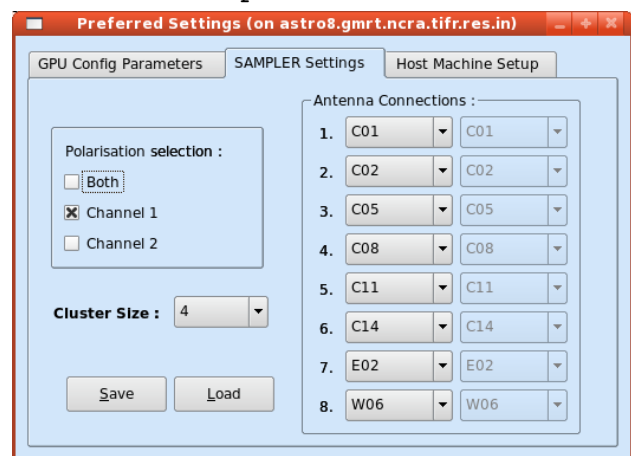 Preferred Settings (on astro8.gmrt.ncra.tifr.res.in)
GPU Config Parameters SAMPLER Settings Host Machine Setup
Antenna Connections :
Polarisation selection :
Both
Channel 1
Channel 2
Cluster Size : 4
Save Load
1. C01 C01
2. C02 C02
3. C05 C05
4. C08 C08
5. C11 C11
6. C14 C14
7. E02 E02
8. W06 W06